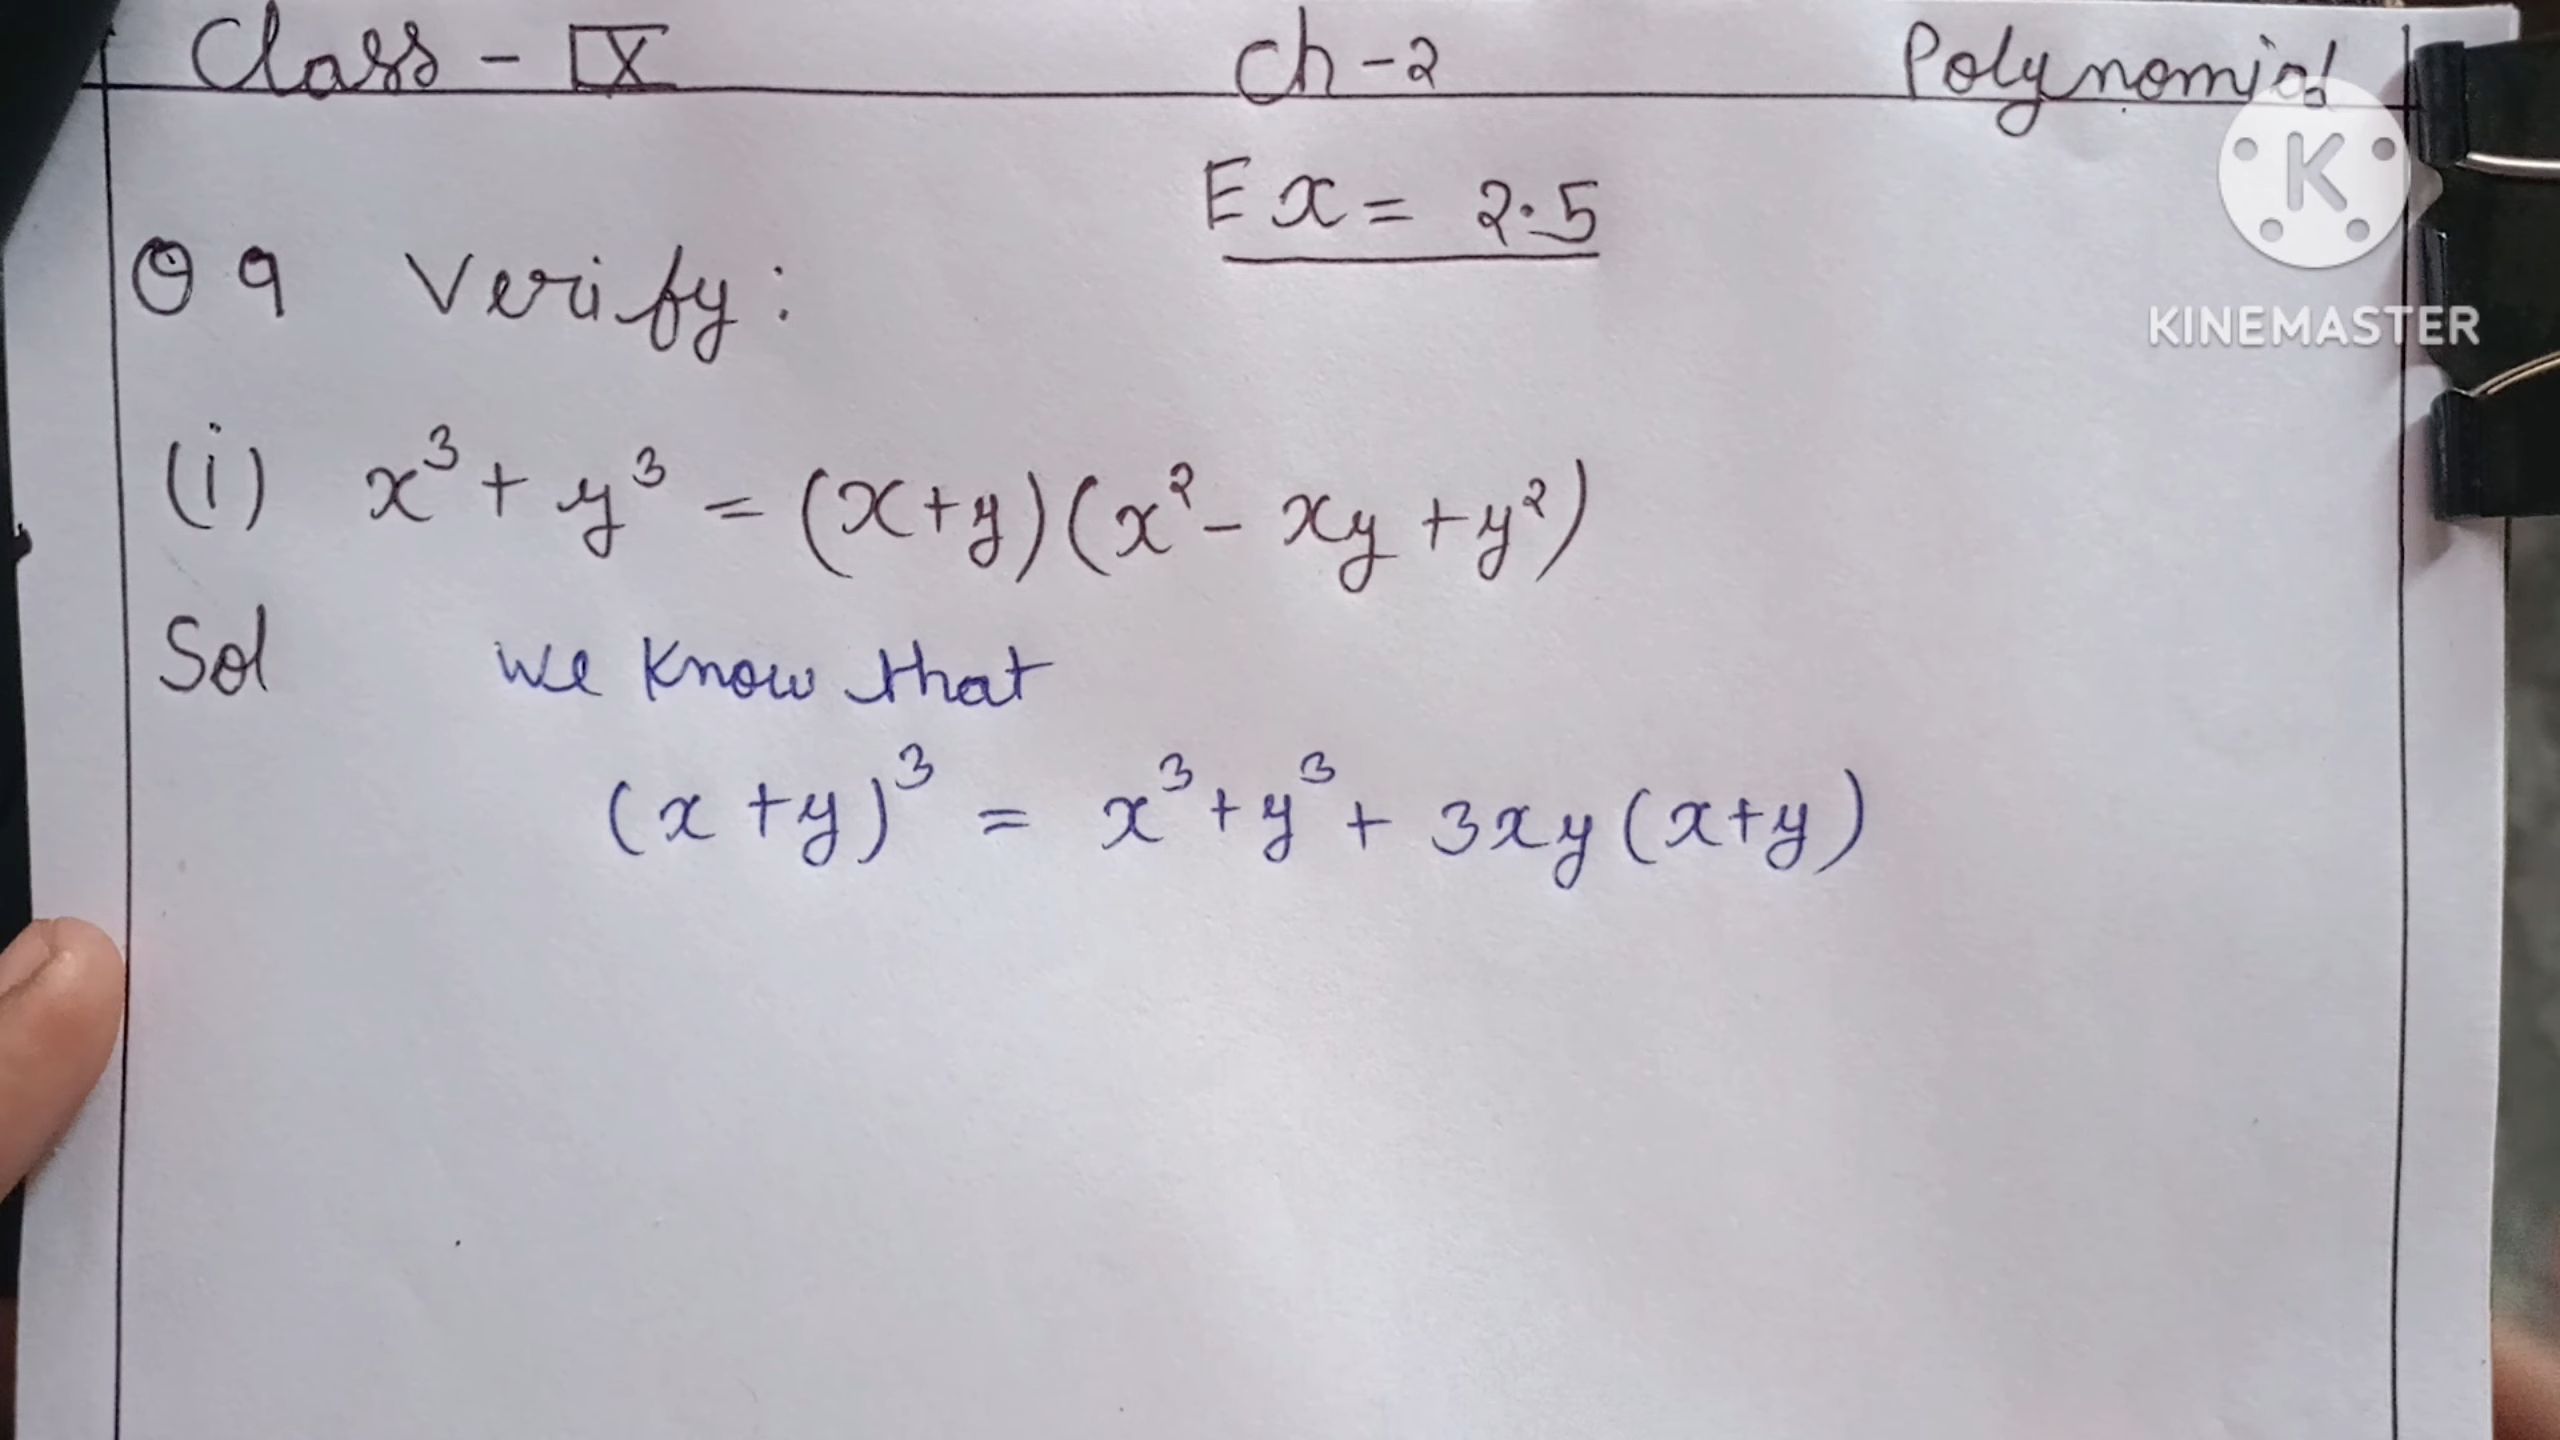 Class - IX Ch - 2 Polynomial
Ex = 2.5
Q 9 Verify:
(i) x³ + y³ = (x+y)(x² - xy + y²)
Sol We Know that
(x + y)³ = x³ + y³ + 3xy(x+y)
K
KINEMASTER